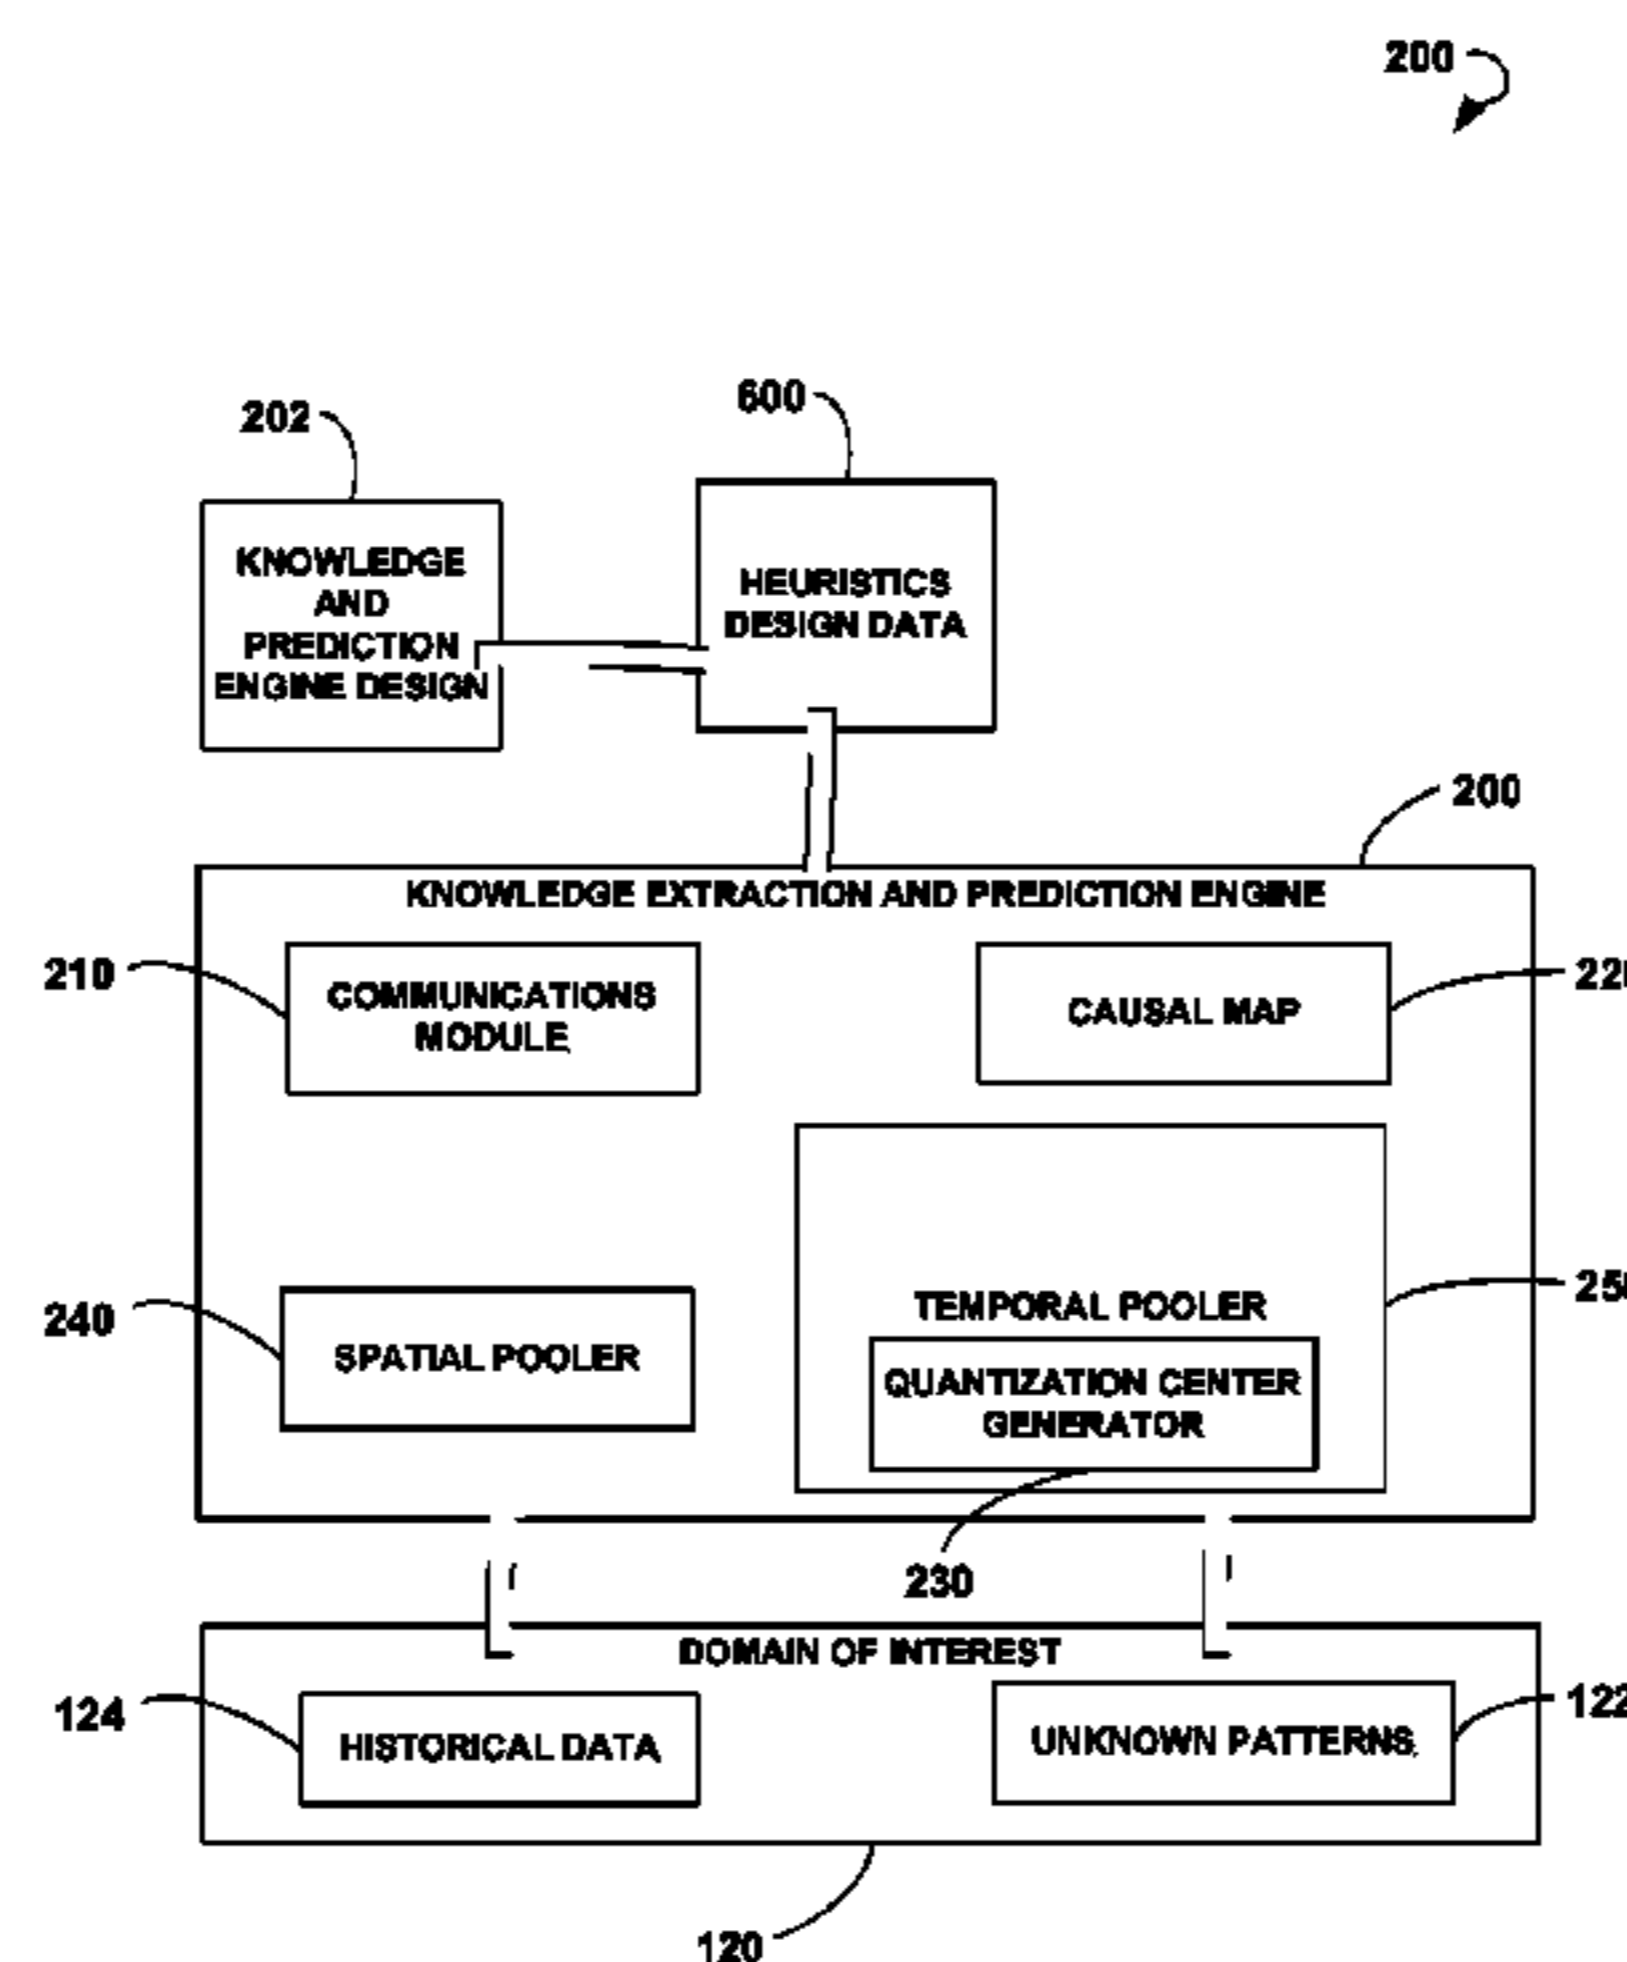 200
202
600
KNOWLEDGE
AND
PREDICTION
ENGINE DESIGN
HEURISTICS
DESIGN DATA
200
KNOWLEDGE EXTRACTION AND PREDICTION ENGINE
210
COMMUNICATIONS
MODULE
CAUSAL MAP
240
SPATIAL POOLER
TEMPORAL POOLER
QUANTIZATION CENTER
GENERATOR
230
DOMAIN OF INTEREST
124
HISTORICAL DATA
UNKNOWN PATTERNS
122
120